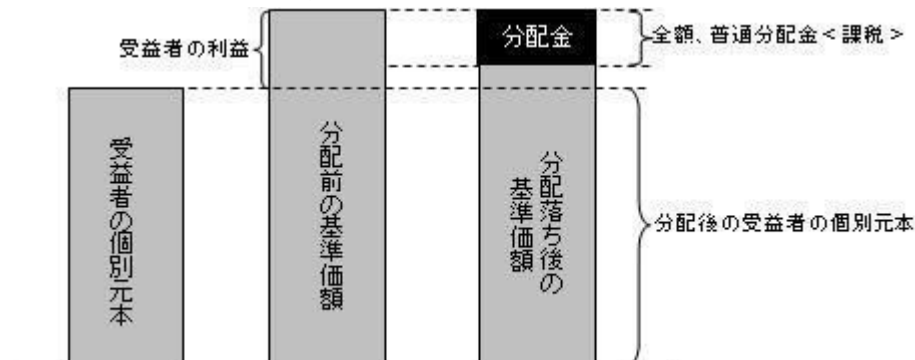 受益者の利益
分配金
全額、普通分配金<課税>
受益者の個別元本
分配前の基準価額
分配落ち後の
基準価額
分配後の受益者の個別元本